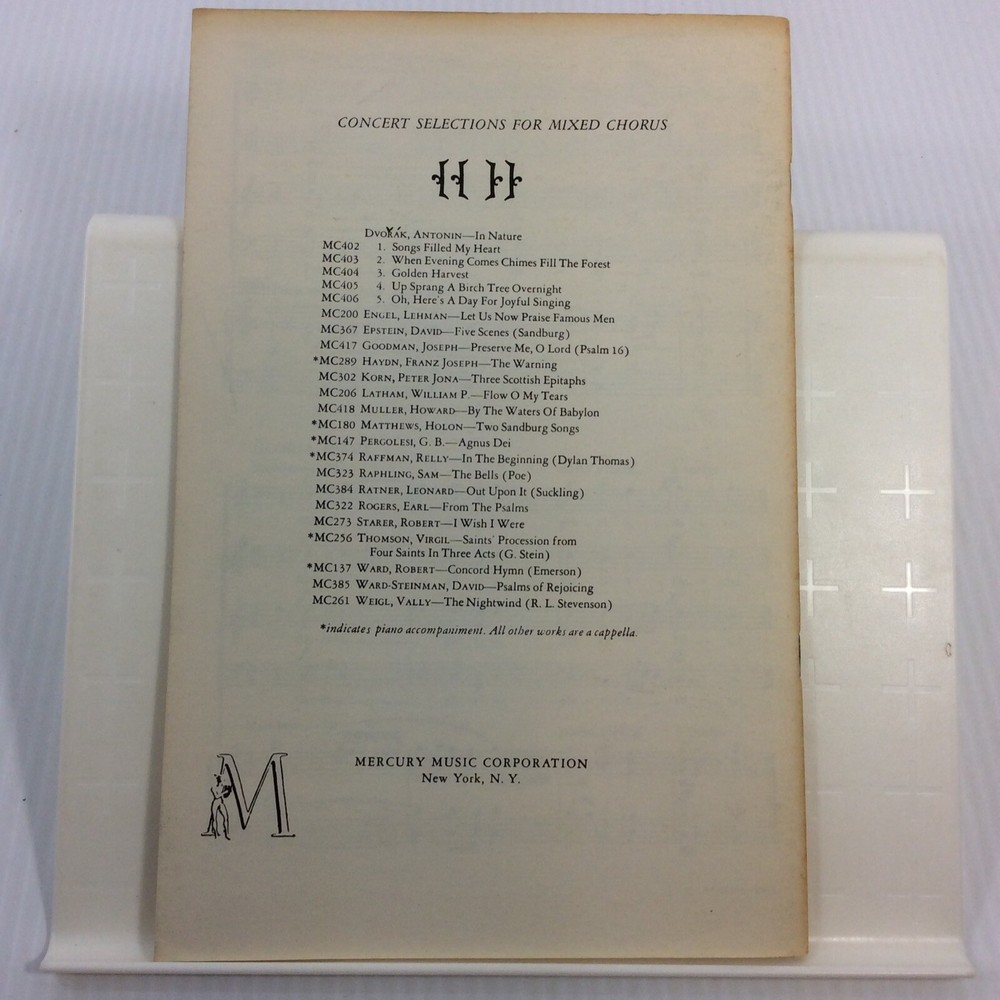 CONCERT SELECTIONS FOR MIXED CHORUS
DVOŘÁK, ANTONIN—In Nature
MC402 1. Songs Filled My Heart
MC403 2. When Evening Comes Chimes Fill The Forest
MC404 3. Golden Harvest
MC405 4. Up Sprang A Birch Tree Overnight
MC406 5. Oh, Here's A Day For Joyful Singing
MC200 ENGEL, LEHMAN—Let Us Now Praise Famous Men
MC367 EPSTEIN, DAVID—Five Scenes (Sandburg)
MC417 GOODMAN, JOSEPH—Preserve Me, O Lord (Psalm 16)
*MC289 HAYDN, FRANZ JOSEPH—The Warning
MC302 KORN, PETER JONA—Three Scottish Epitaphs
MC206 LATHAM, WILLIAM P.—Flow O My Tears
MC418 MULLER, HOWARD—By The Waters Of Babylon
*MC180 MATTHEWS, HOLON—Two Sandburg Songs
*MC147 PERGOLESI, G. B.—Agnus Dei
*MC374 RAFFMAN, RELLY—In The Beginning (Dylan Thomas)
MC323 RAPHLING, SAM—The Bells (Poe)
MC384 RATNER, LEONARD—Out Upon It (Suckling)
MC322 ROGERS, EARL—From The Psalms
MC273 STARER, ROBERT—I Wish I Were
*MC256 THOMSON, VIRGIL—Saints' Procession from
Four Saints In Three Acts (G. Stein)
*MC137 WARD, ROBERT—Concord Hymn (Emerson)
MC385 WARD-STEINMAN, DAVID—Psalms of Rejoicing
MC261 WEIGL, VALLY—The Nightwind (R. L. Stevenson)
*indicates piano accompaniment. All other works are a cappella.
MERCURY MUSIC CORPORATION
New York, N. Y.
M